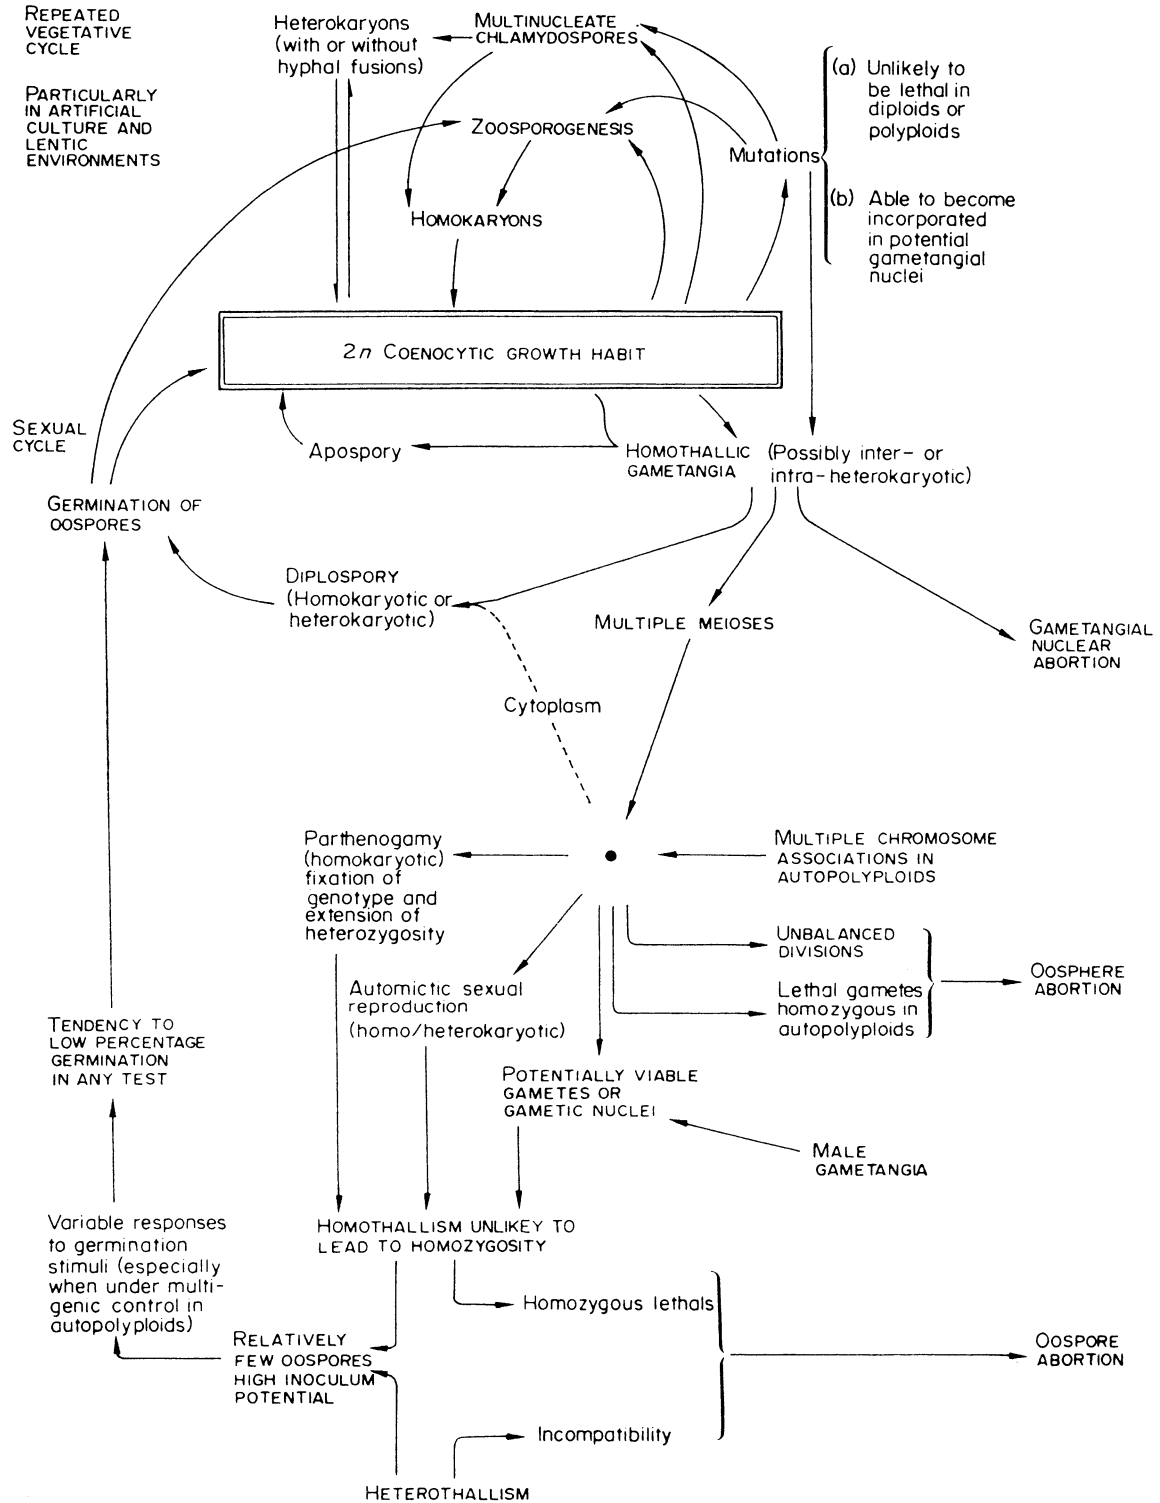 REPEATED
VEGETATIVE
CYCLE
PARTICULARLY
IN ARTIFICIAL
CULTURE AND
LENTIC
ENVIRONMENTS
Heterokaryons
(with or without
hyphal fusions)
MULTINUCLEATE
CHLAMYDOSPORES
ZOOSPOROGENESIS
HOMOKARYONS
Mutations
(a) Unlikely to
be lethal in
diploids or
polyploids
(b) Able to become
incorporated
in potential
gametangial
nuclei
2n COENOCYTIC GROWTH HABIT
SEXUAL
CYCLE
Apospory
HOMOTHALLIC
GAMETANGIA
(Possibly inter- or
intra-heterokaryotic)
GERMINATION OF
OOSPORES
DIPLOSPORY
(Homokaryotic or
heterokaryotic)
MULTIPLE MEIOSES
GAMETANGIAL
NUCLEAR
ABORTION
Cytoplasm
Parthenogamy
(homokaryotic)
fixation of
genotype and
extension of
heterozygosity
MULTIPLE CHROMOSOME
ASSOCIATIONS IN
AUTOPOLYPLOIDS
UNBALANCED
DIVISIONS
Lethal gametes
homozygous in
autopolyploids
OOSPHERE
ABORTION
Automictic sexual
reproduction
(homo/heterokaryotic)
TENDENCY TO
LOW PERCENTAGE
GERMINATION
IN ANY TEST
POTENTIALLY VIABLE
GAMETES OR
GAMETIC NUCLEI
MALE
GAMETANGIA
Variable responses
to germination
stimuli (especially
when under multi-
genic control in
autopolyploids)
HOMOTHALLISM UNLIKELY TO
LEAD TO HOMOZYGOSITY
Homozygous lethals
RELATIVELY
FEW OOSPORES
HIGH INOCULUM
POTENTIAL
OOSPORE
ABORTION
Incompatibility
HETEROTHALLISM